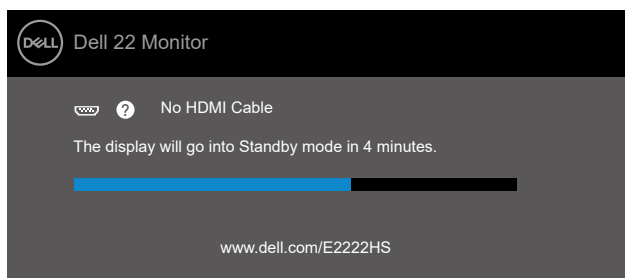 DELL Dell 22 Monitor
? No HDMI Cable
The display will go into Standby mode in 4 minutes.
www.dell.com/E2222HS